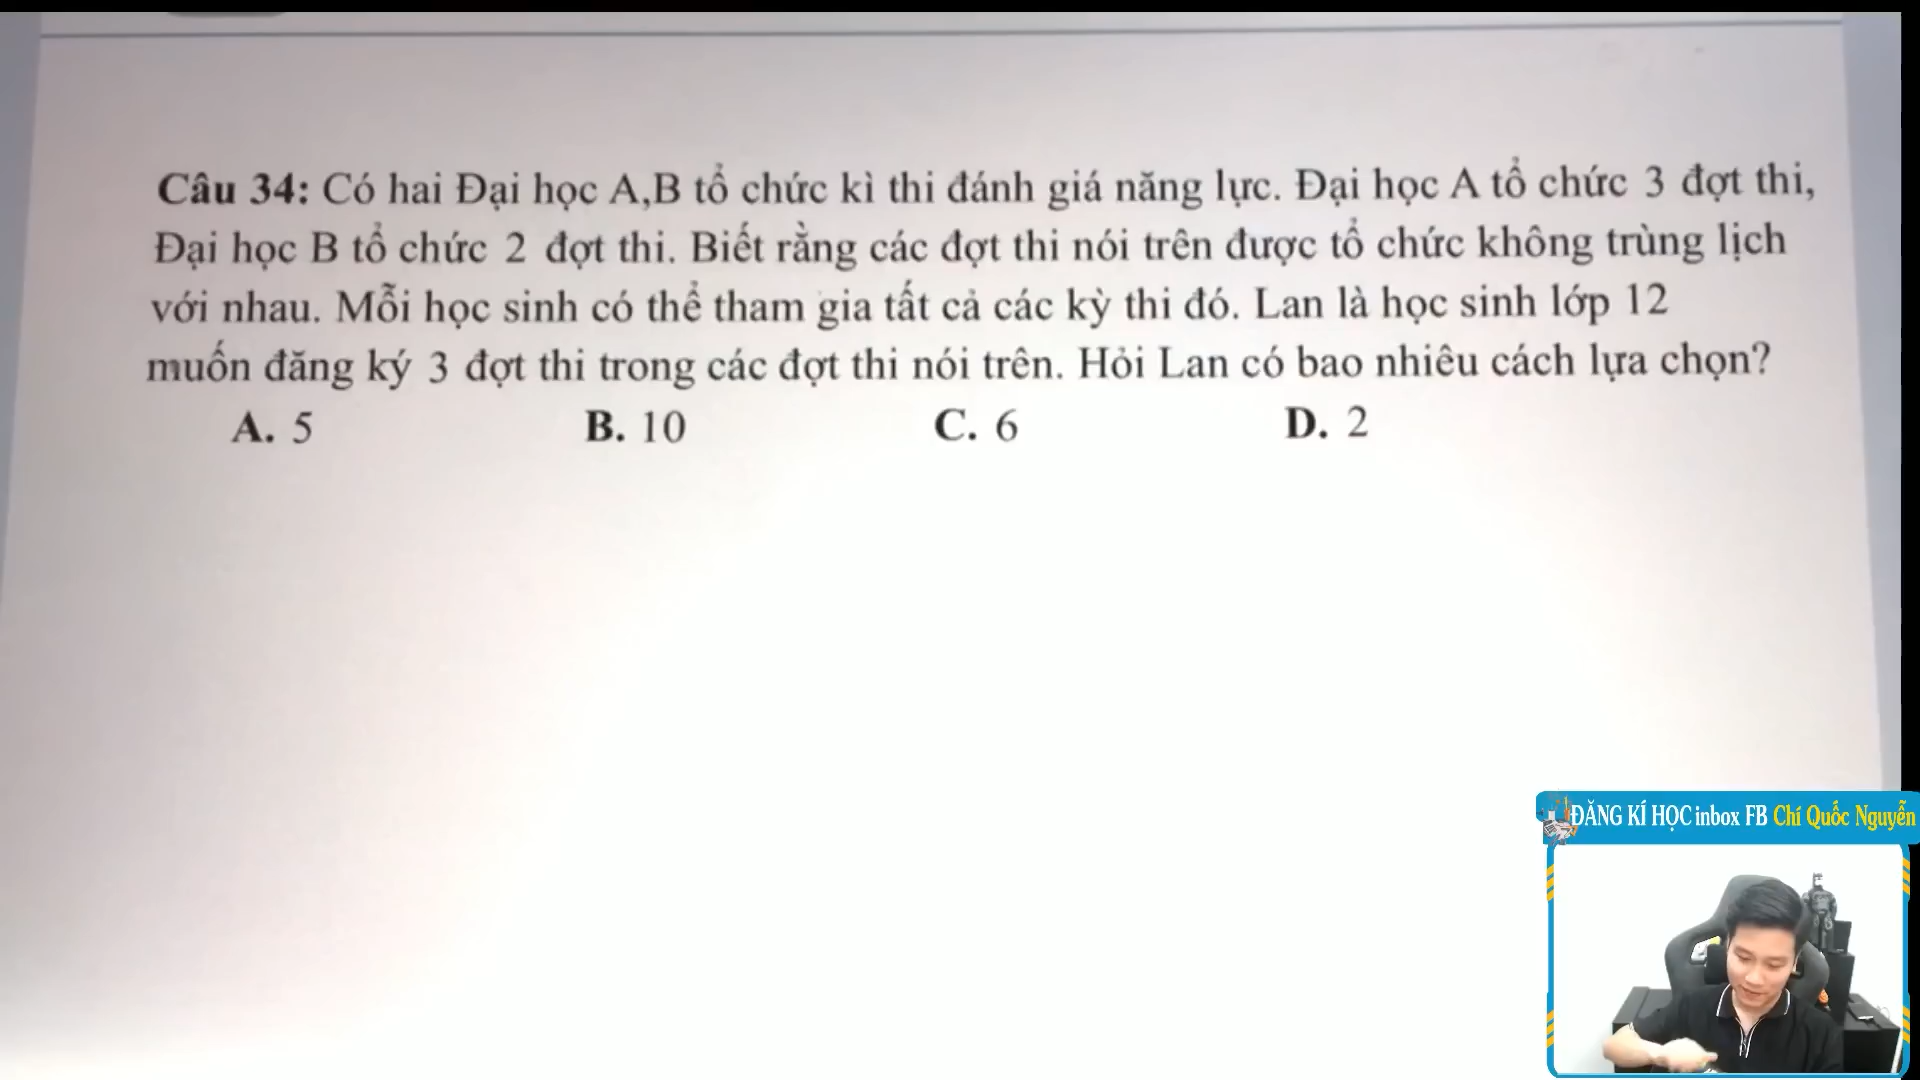 Câu 34: Có hai Đại học A,B tổ chức kì thi đánh giá năng lực. Đại học A tổ chức 3 đợt thi,
Đại học B tổ chức 2 đợt thi. Biết rằng các đợt thi nói trên được tổ chức không trùng lịch
với nhau. Mỗi học sinh có thể tham gia tất cả các kỳ thi đó. Lan là học sinh lớp 12
muốn đăng ký 3 đợt thi trong các đợt thi nói trên. Hỏi Lan có bao nhiêu cách lựa chọn?
A. 5 B. 10 C. 6 D. 2
ĐĂNG KÍ HỌC inbox FB Chí Quốc Nguyễn